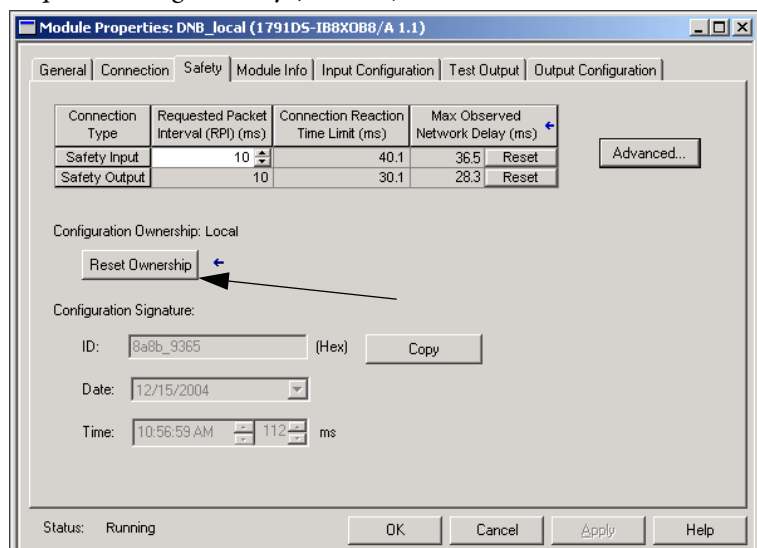 Module Properties: DNB_local (1791DS-IB8XOB8/A 1.1)
General Connection Safety Module Info Input Configuration Test Output Output Configuration
Connection Type Requested Packet Interval (RPI) (ms) Connection Reaction Time Limit (ms) Max Observed Network Delay (ms)
Safety Input 10 40.1 36.5 Reset
Safety Output 10 30.1 28.3 Reset
Advanced...
Configuration Ownership: Local
Reset Ownership
Configuration Signature:
ID: 8a8b_9365 (Hex) Copy
Date: 12/15/2004
Time: 10:56:59 AM 112 ms
Status: Running OK Cancel Apply Help